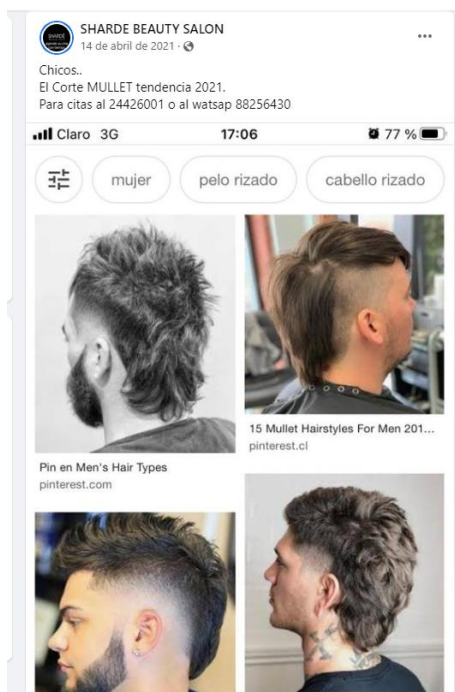 SHARDE BEAUTY SALON
14 de abril de 2021 ·
Chicos..
El Corte MULLET tendencia 2021.
Para citas al 24426001 o al watsap 88256430
Claro 3G 17:06 77 %
mujer pelo rizado cabello rizado
15 Mullet Hairstyles For Men 201...
pinterest.cl
Pin en Men's Hair Types
pinterest.com